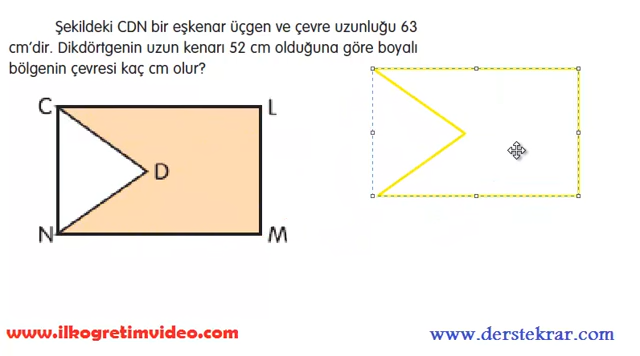 Şekildeki CDN bir eşkenar üçgen ve çevre uzunluğu 63
cm'dir. Dikdörtgenin uzun kenarı 52 cm olduğuna göre boyalı
bölgenin çevresi kaç cm olur?
C
L
D
N
M
www.ilkogretimvideo.com
www.derstekrar.com